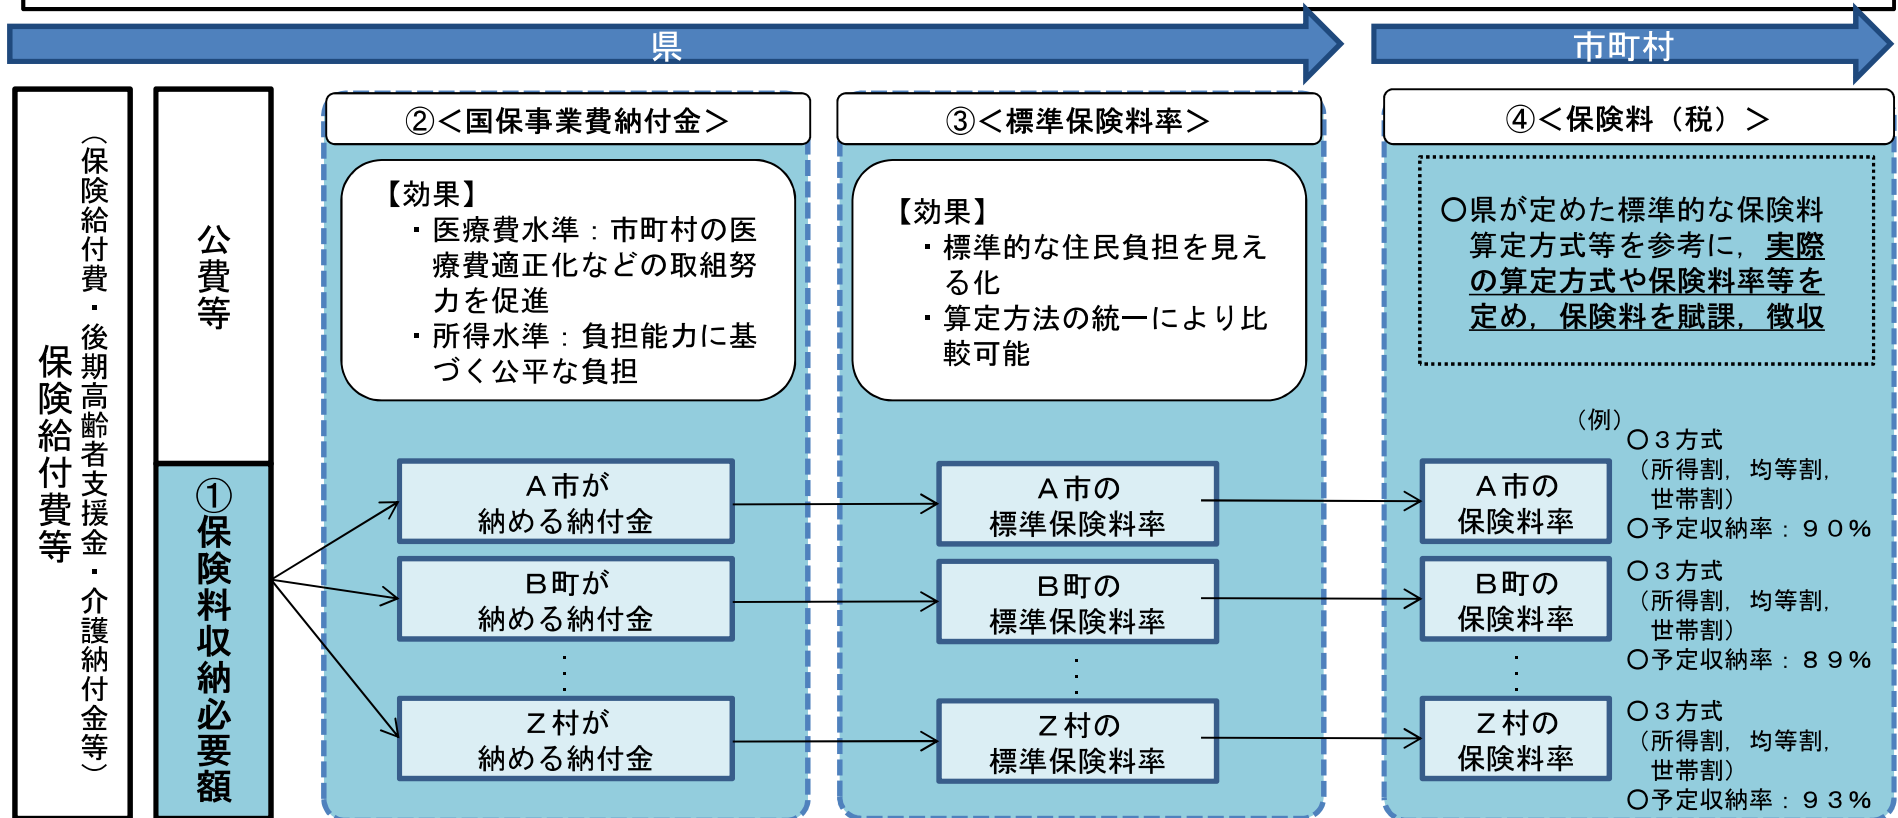 県
市町村
保険給付費等
（保険給付費・後期高齢者支援金・介護納付金等）
公費等
①保険料収納必要額
②＜国保事業費納付金＞
【効果】
・医療費水準：市町村の医
療費適正化などの取組努
力を促進
・所得水準：負担能力に基
づく公平な負担
A市が
納める納付金
B町が
納める納付金
・・・
Z村が
納める納付金
③＜標準保険料率＞
【効果】
・標準的な住民負担を見え
る化
・算定方法の統一により比
較可能
A市の
標準保険料率
B町の
標準保険料率
・・・
Z村の
標準保険料率
④＜保険料（税）＞
〇県が定めた標準的な保険料
算定方式等を参考に，実際
の算定方式や保険料率等を
定め，保険料を賦課，徴収
（例）
A市の
保険料率
〇３方式
（所得割，均等割，
世帯割）
〇予定収納率：９０％
B町の
保険料率
〇３方式
（所得割，均等割，
世帯割）
〇予定収納率：８９％
・・・
Z村の
保険料率
〇３方式
（所得割，均等割，
世帯割）
〇予定収納率：９３％